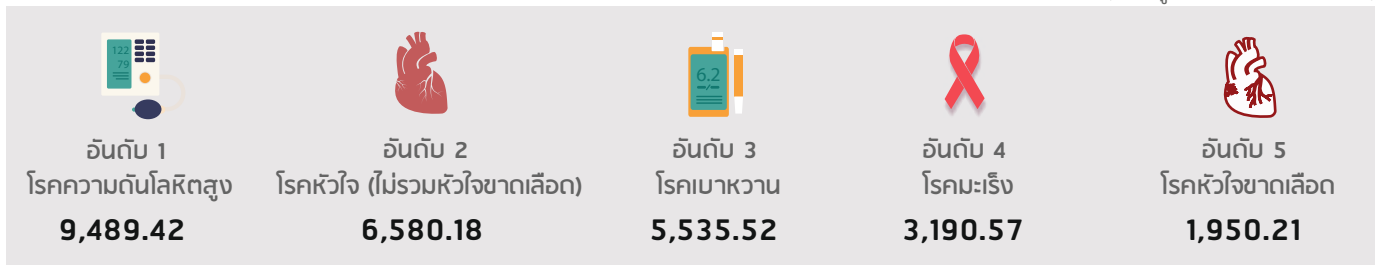 122
79
6.2
อันดับ 1
โรคความดันโลหิตสูง
9,489.42
อันดับ 2
โรคหัวใจ (ไม่รวมหัวใจขาดเลือด)
6,580.18
อันดับ 3
โรคเบาหวาน
5,535.52
อันดับ 4
โรคมะเร็ง
3,190.57
อันดับ 5
โรคหัวใจขาดเลือด
1,950.21